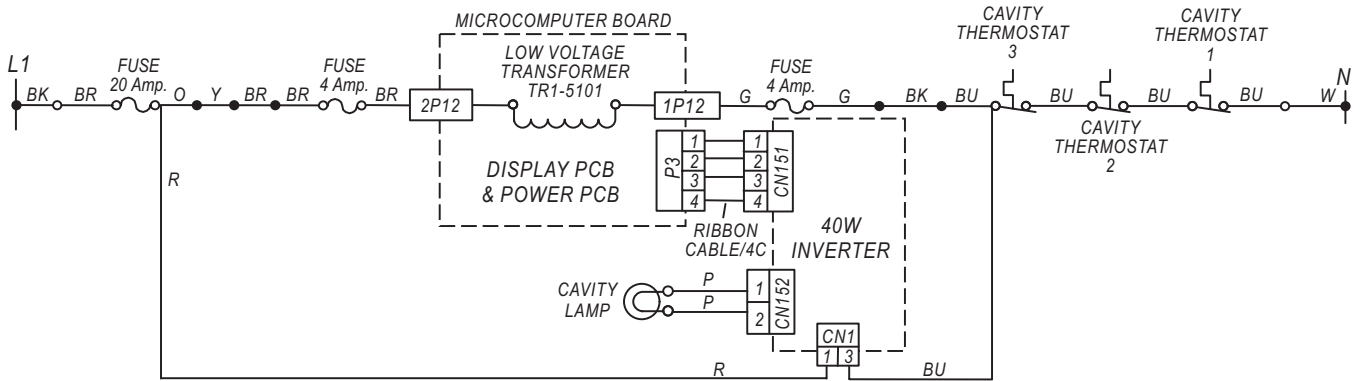 MICROCOMPUTER BOARD
CAVITY
THERMOSTAT
3
CAVITY
THERMOSTAT
1
L1
FUSE
20 Amp.
FUSE
4 Amp.
LOW VOLTAGE
TRANSFORMER
TR1-5101
FUSE
4 Amp.
N
BK
BR
O
Y
BR
BR
BR
2P12
1P12
G
G
BK
BU
BU
BU
BU
W
CAVITY
THERMOSTAT
2
R
DISPLAY PCB
& POWER PCB
P3
1
2
3
4
1
2
3
4
CN151
RIBBON
CABLE/4C
40W
INVERTER
CAVITY
LAMP
P
P
1
2
CN152
CN1
1 3
R
BU